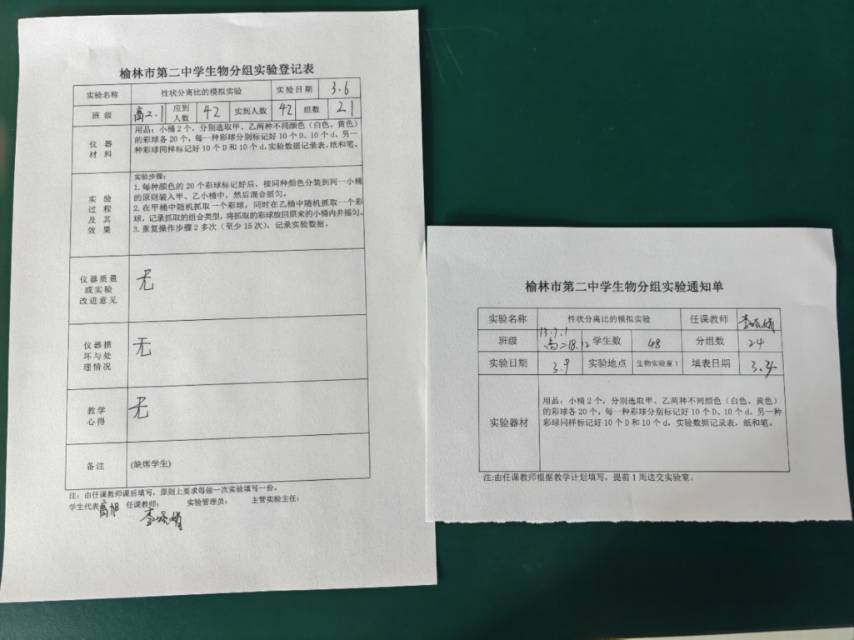 榆林市第二中学生物分组实验登记表
实验名称 性状分离比的模拟实验 实验日期 3.6
班级 高二.1 应到人数 42 实到人数 42 组数 21
仪器材料
用品：小桶2个，分别选取甲、乙两种不同颜色（白色、黄色）
的彩球各20个，每一种彩球分别标记好10个D、10个d，另一
种彩球同样标记好10个D和10个d，实验数据记录表，纸和笔。
实验过程及其效果
实验步骤：
1.每种颜色的20个彩球标记好后，按同种颜色分装到同一小桶
的原则装入甲、乙小桶中，然后混合摇匀。
2.在甲桶中随机抓取一个彩球，同时在乙桶中随机抓取一个彩
球，记录抓取的组合类型，将抓取的彩球放回原来的小桶内并摇匀。
3.重复操作步骤2多次（至少15次），记录实验数据。
仪器质量或实验改进意见 无
仪器损坏与处理情况 无
教学心得 无
备注 (缺席学生)
注：由任课教师课后填写，原则上要求每做一次实验填写一份。
学生代表 任课教师： 实验管理员： 主管实验主任：
榆林市第二中学生物分组实验通知单
实验名称 性状分离比的模拟实验 任课教师
班级 高二 学生数 48 分组数 24
实验日期 3.9 实验地点 生物实验室1 填表日期
实验器材
用品：小桶2个，分别选取甲、乙两种不同颜色（白色、黄色）
的彩球各20个，每一种彩球分别标记好10个D、10个d，另一种
彩球同样标记好10个D和10个d，实验数据记录表，纸和笔。
注:由任课教师根据教学计划填写，提前1周送交实验室。